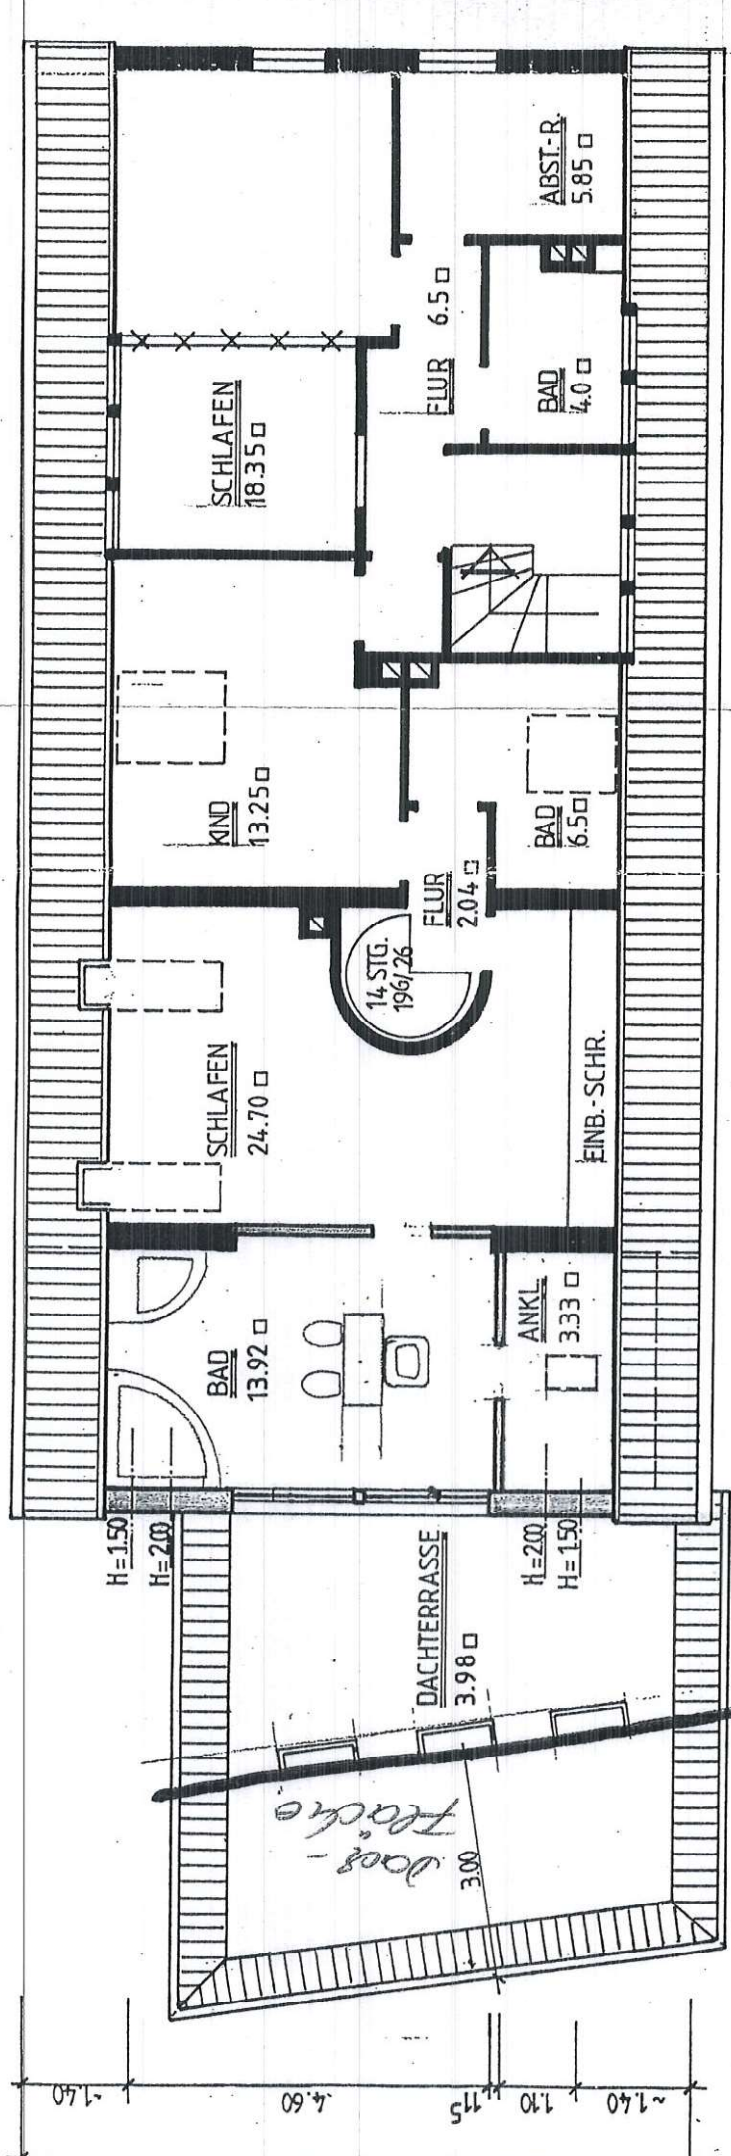 ABST.-R.
5.85 □
SCHLAFEN
18.35 □
FLUR 6.5 □
BAD
4.0 □
KIND
13.25 □
BAD
6.5 □
FLUR
2.04 □
14 STG.
196/26
SCHLAFEN
24.70 □
EINB.-SCHR.
BAD
13.92 □
ANKL.
3.33 □
H=1.50
H=2.00
H=2.00
H=1.50
DACHTERRASSE
3.98 □
Dach-
Fläche
3.00
~1.40
4.60
.115
1.10
~1.40